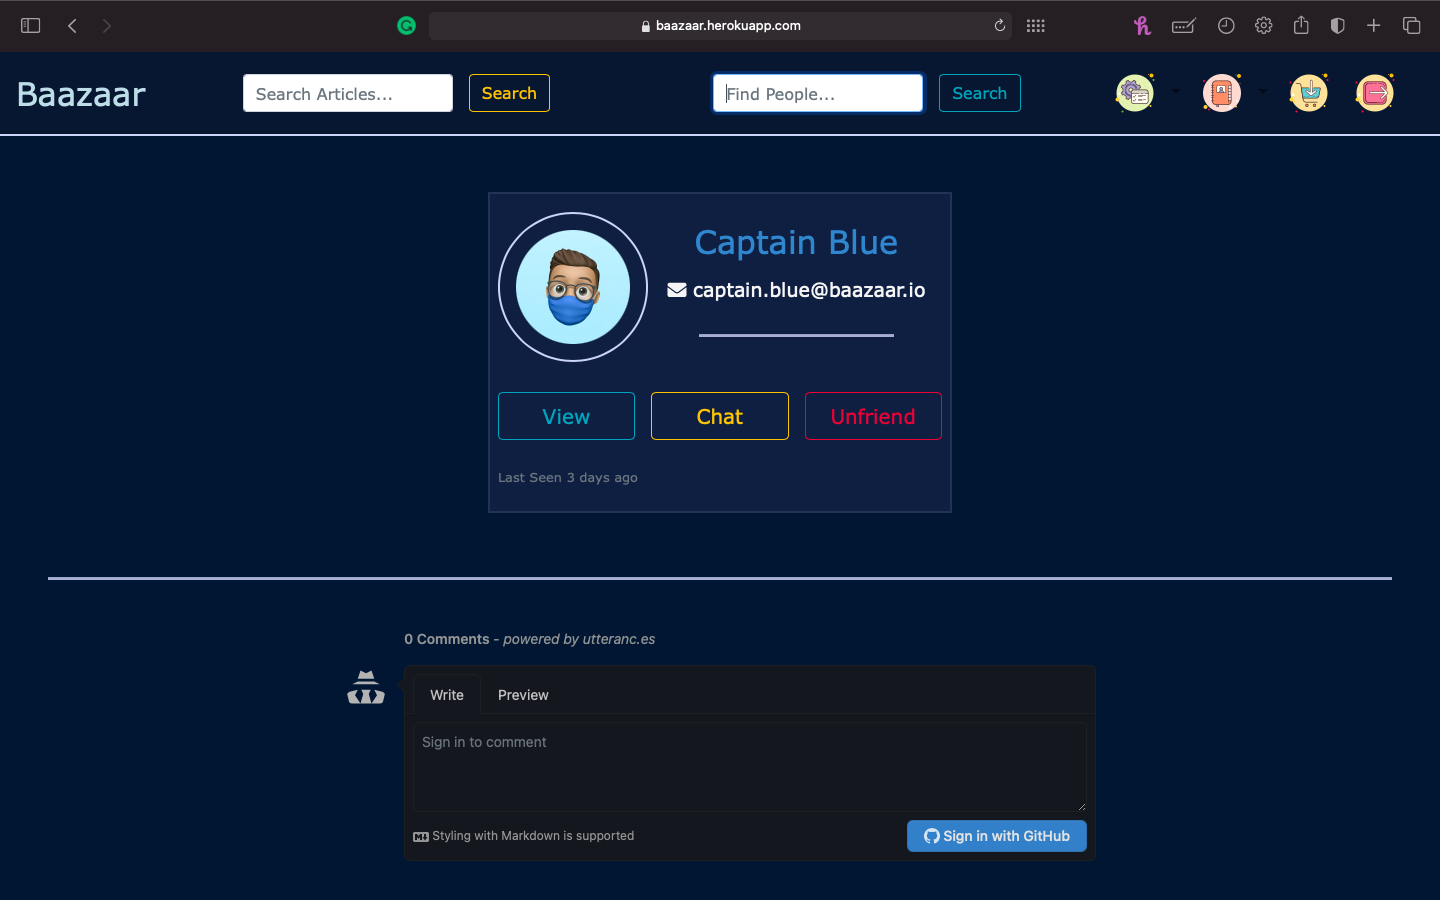 baazaar.herokuapp.com
Baazaar
Search Articles...
Search
Find People...
Search
Captain Blue
captain.blue@baazaar.io
View
Chat
Unfriend
Last Seen 3 days ago
0 Comments - powered by utteranc.es
Write
Preview
Sign in to comment
Styling with Markdown is supported
Sign in with GitHub